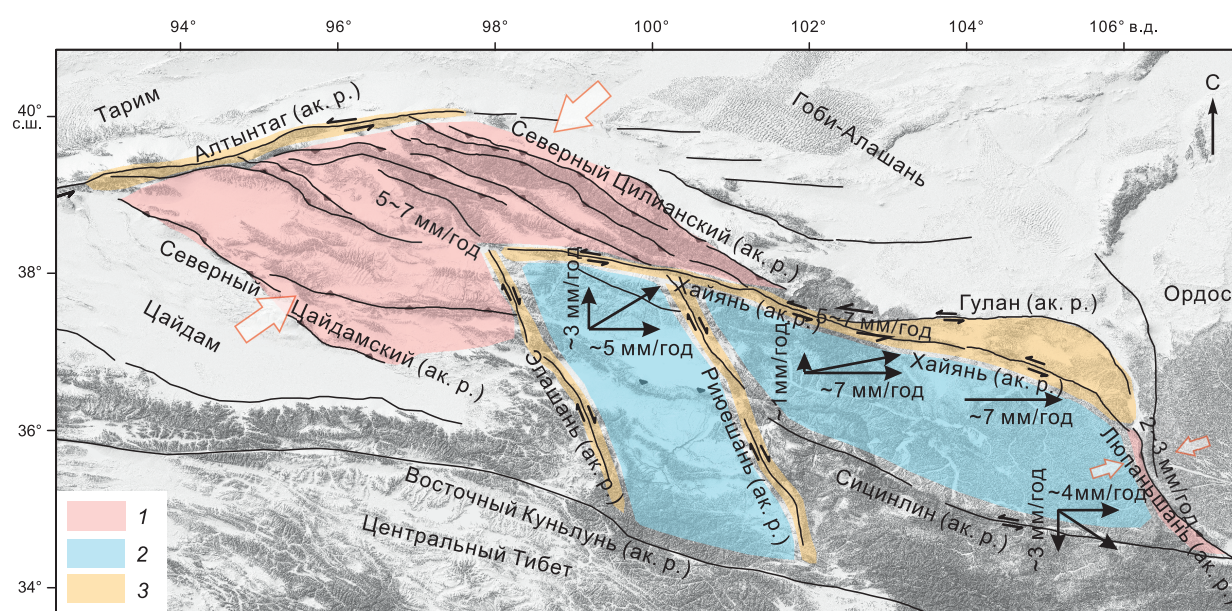 94°
96°
98°
100°
102°
104°
106° в.д.
40°
с.ш.
38°
36°
34°
С
Тарим
Алтынтаг (ак. р.)
Гоби-Алашань
Северный Цилианский (ак. р.)
5~7 мм/год
Северный Цайдамский (ак. р.)
Цайдам
~3 мм/год
~5 мм/год
Хайянь (ак. р.)
5~7 мм/год
Гулан (ак. р.)
Ордос
Хайянь (ак. р.)
~1мм/год
~7 мм/год
~7 мм/год
Элашань (ак. р.)
Риюешань (ак. р.)
2~3 мм/год
Люпаньшань (ак. р.)
Сицинлин (ак. р.)
~3 мм/год
~4мм/год
Восточный Куньлунь (ак. р.)
Центральный Тибет
1
2
3